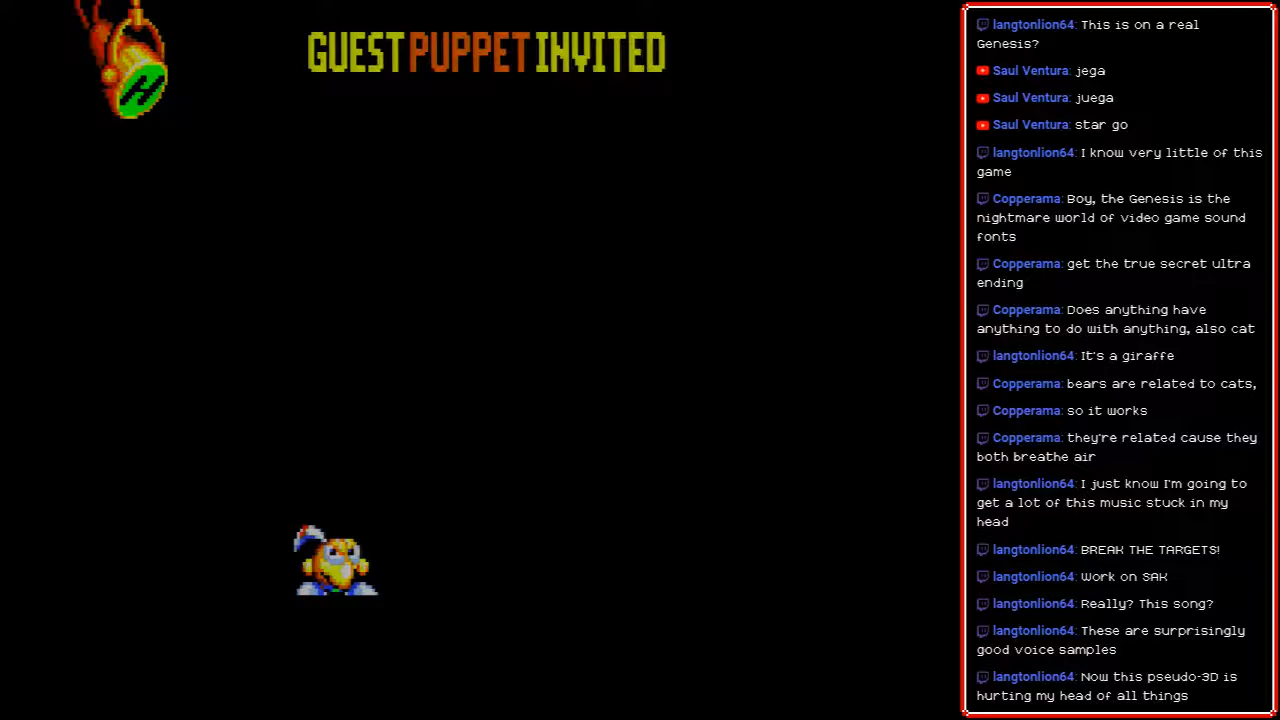 GUEST PUPPET INVITED
H
langtonlion64: This is on a real
Genesis?
Saul Ventura: jega
Saul Ventura: juega
Saul Ventura: star go
langtonlion64: I know very little of this
game
Copperama: Boy, the Genesis is the
nightmare world of video game sound
fonts
Copperama: get the true secret ultra
ending
Copperama: Does anything have
anything to do with anything, also cat
langtonlion64: It's a giraffe
Copperama: bears are related to cats,
Copperama: so it works
Copperama: they're related cause they
both breathe air
langtonlion64: I just know I'm going to
get a lot of this music stuck in my
head
langtonlion64: BREAK THE TARGETS!
langtonlion64: Work on SAK
langtonlion64: Really? This song?
langtonlion64: These are surprisingly
good voice samples
langtonlion64: Now this pseudo-3D is
hurting my head of all things